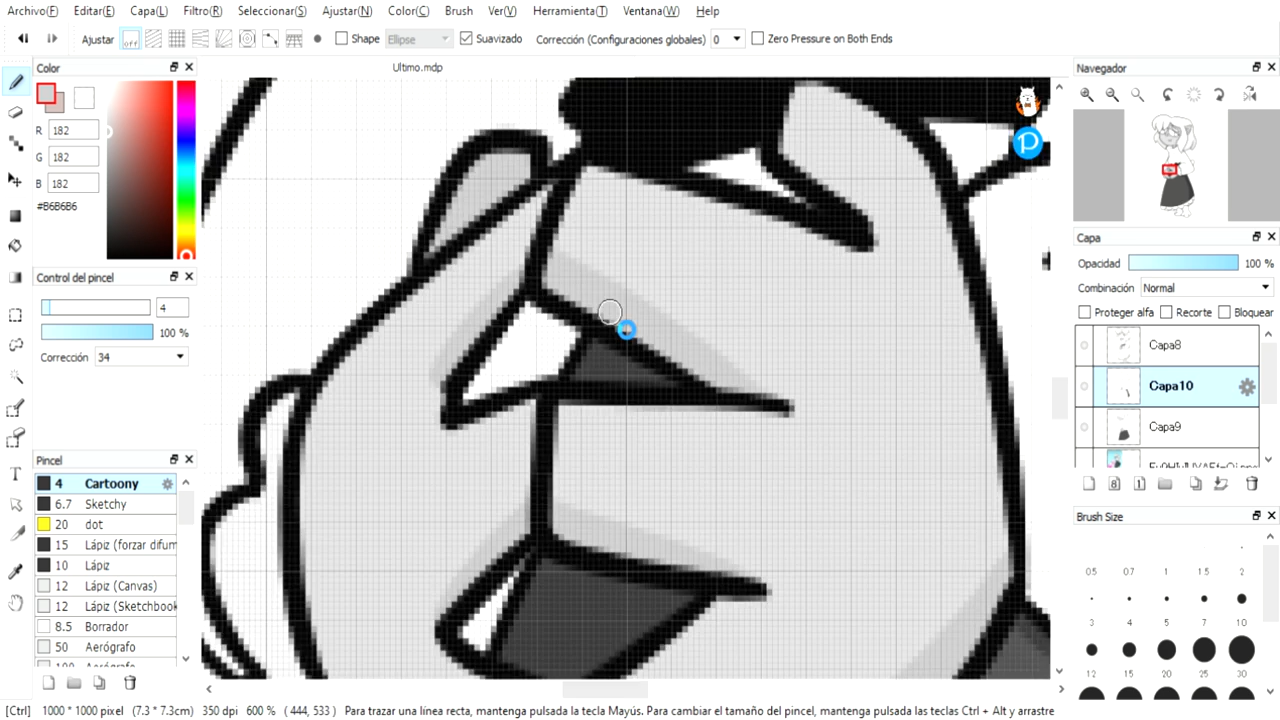 Archivo(F) Editar(E) Capa(L) Filtro(R) Seleccionar(S) Ajustar(N) Color(C) Brush Ver(V) Herramienta(T) Ventana(W) Help
Ajustar off Shape Ellipse Suavizado Corrección (Configuraciones globales) 0 Zero Pressure on Both Ends
Color
Ultimo.mdp
Navegador
R 182
G 182
B 182
#B6B6B6
Control del pincel
4
100 %
Corrección 34
Capa
Opacidad 100 %
Combinación Normal
Proteger alfa Recorte Bloquear
Capa8
Capa10
Capa9
Pincel
4 Cartoony
6.7 Sketchy
20 dot
15 Lápiz (forzar difum
10 Lápiz
12 Lápiz (Canvas)
12 Lápiz (Sketchbook
8.5 Borrador
50 Aerógrafo
100 Aerógrafo
Brush Size
0.5 0.7 1 1.5 2
3 4 5 7 10
12 15 20 25 30
[Ctrl] 1000 * 1000 pixel (7.3 * 7.3cm) 350 dpi 600 % ( 444, 533 ) Para trazar una línea recta, mantenga pulsada la tecla Mayús. Para cambiar el tamaño del pincel, mantenga pulsadas las teclas Ctrl + Alt y arrastre